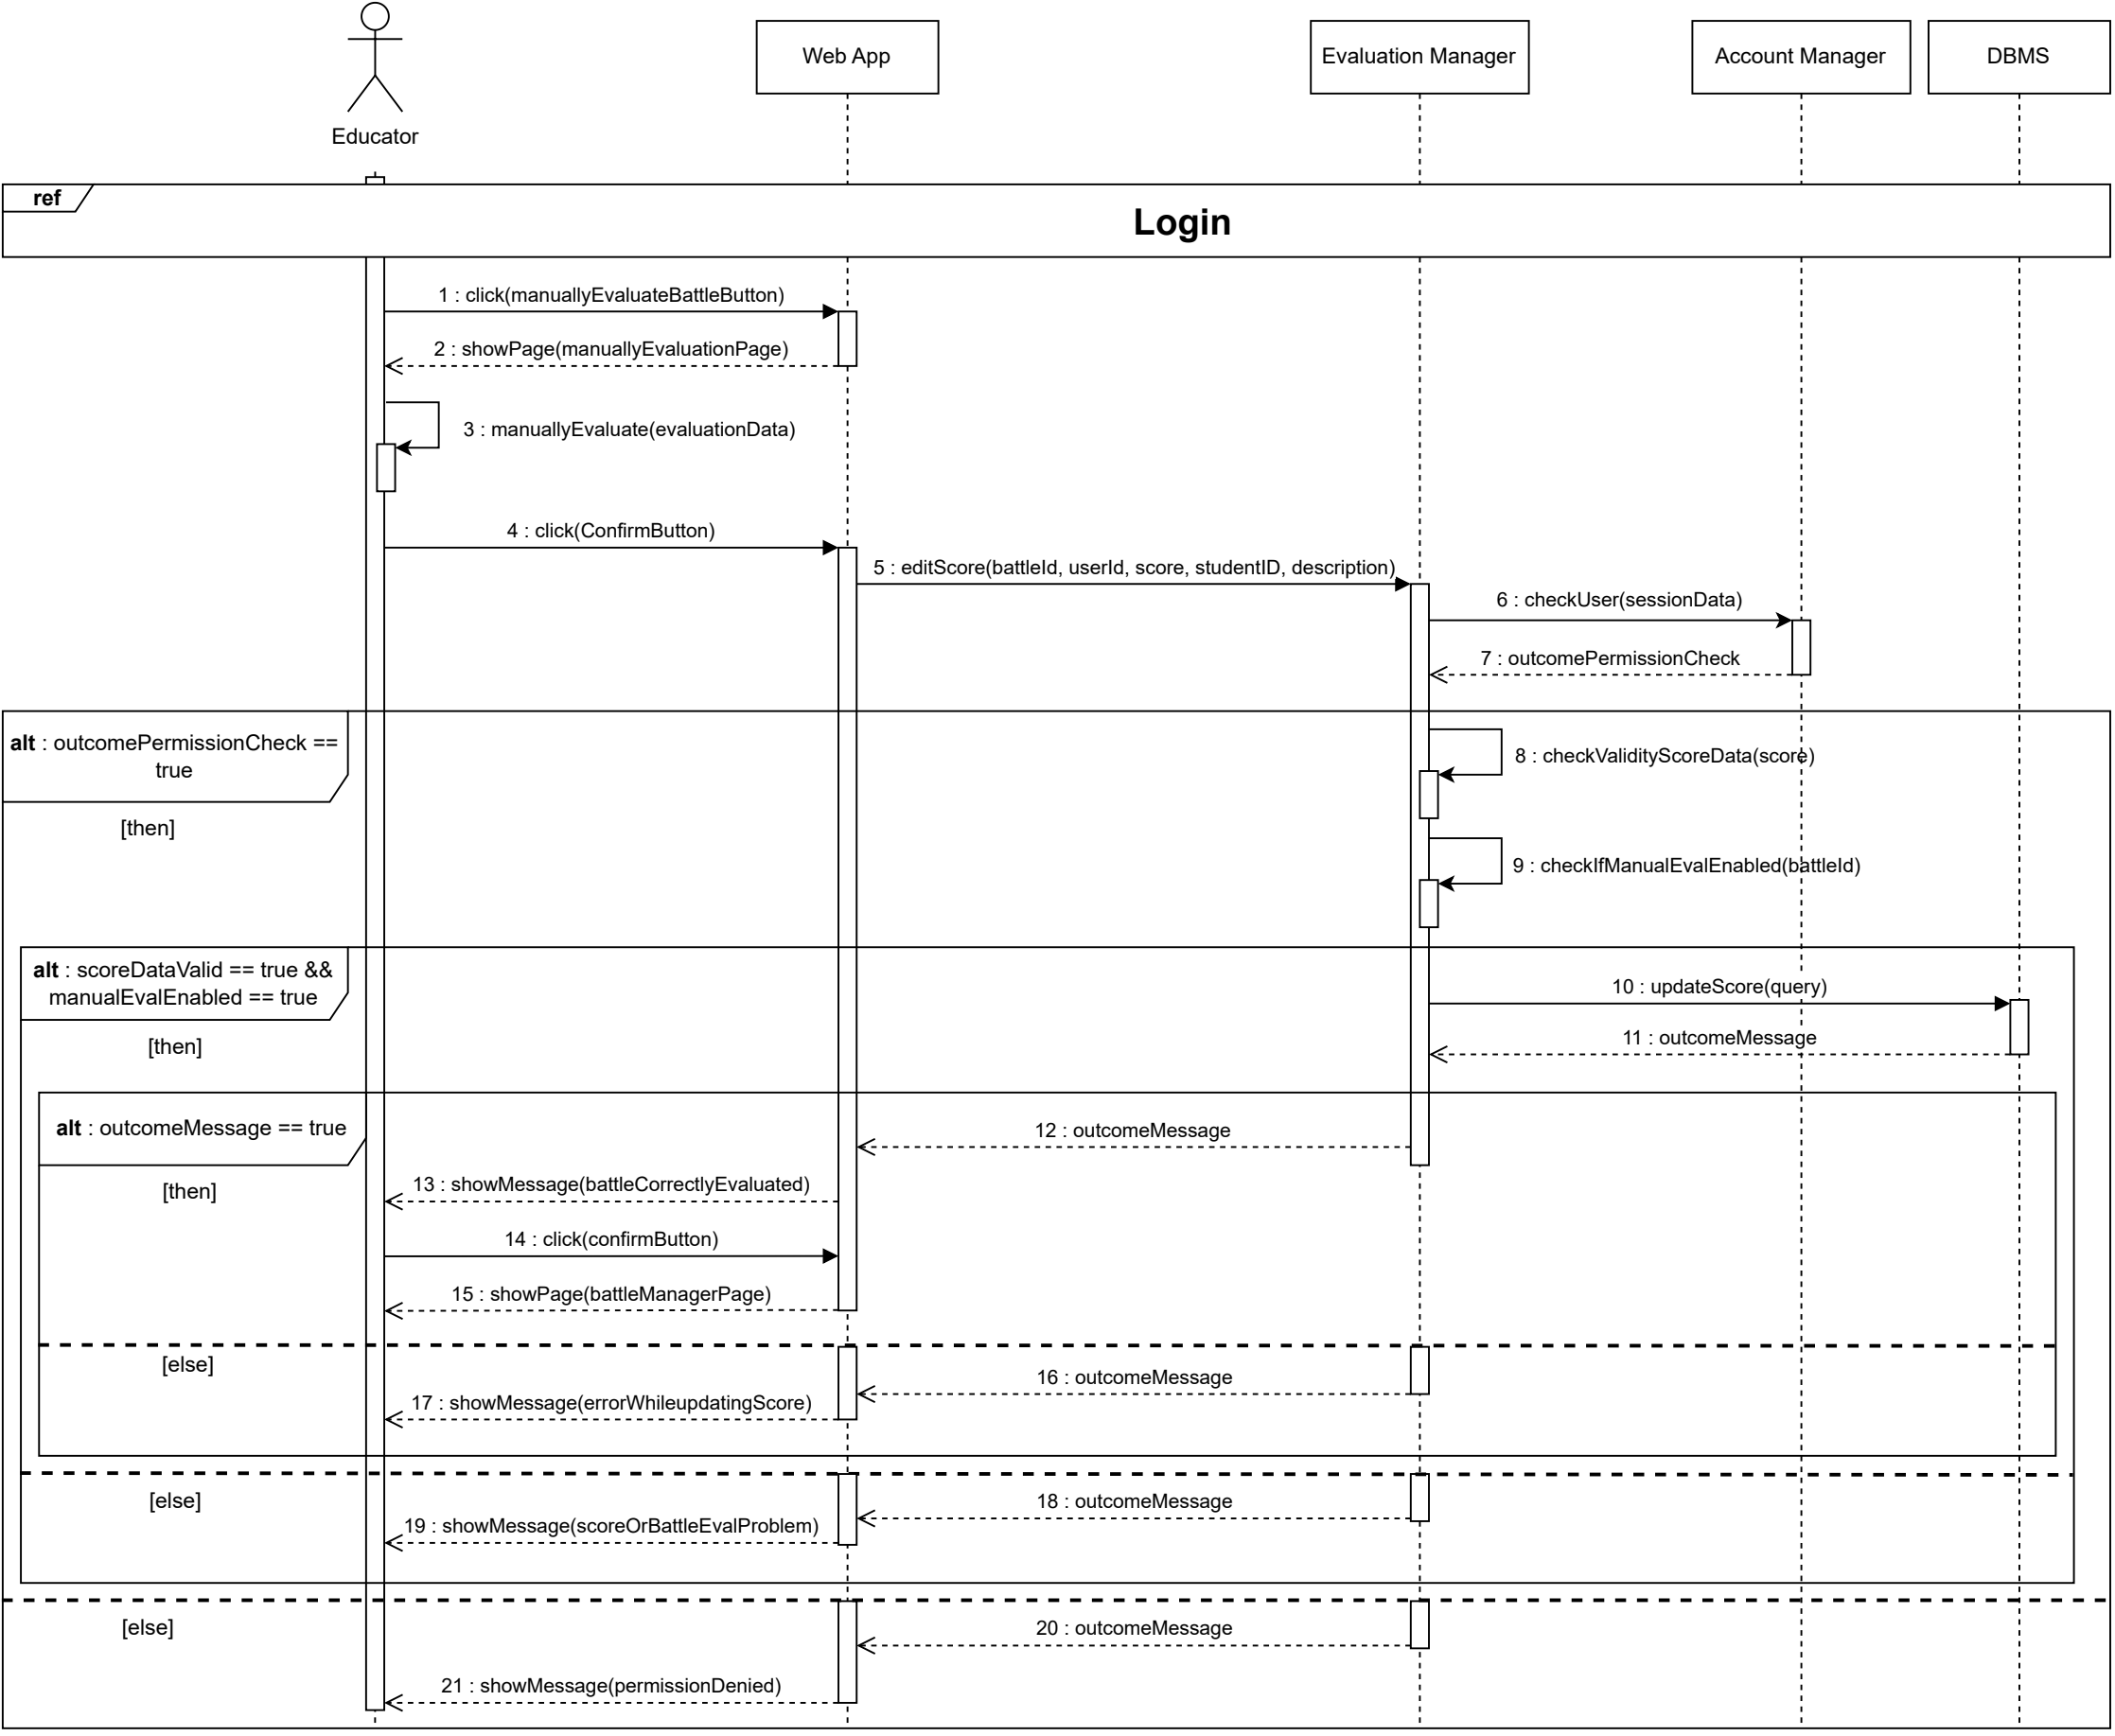 Web App
Evaluation Manager
Account Manager
DBMS
Educator
ref
Login
1 : click(manuallyEvaluateBattleButton)
2 : showPage(manuallyEvaluationPage)
3 : manuallyEvaluate(evaluationData)
4 : click(ConfirmButton)
5 : editScore(battleId, userId, score, studentID, description)
6 : checkUser(sessionData)
7 : outcomePermissionCheck
alt : outcomePermissionCheck ==
true
8 : checkValidityScoreData(score)
[then]
9 : checkIfManualEvalEnabled(battleId)
alt : scoreDataValid == true &&
manualEvalEnabled == true
10 : updateScore(query)
11 : outcomeMessage
[then]
alt : outcomeMessage == true
12 : outcomeMessage
13 : showMessage(battleCorrectlyEvaluated)
[then]
14 : click(confirmButton)
15 : showPage(battleManagerPage)
[else]
16 : outcomeMessage
17 : showMessage(errorWhileupdatingScore)
[else]
18 : outcomeMessage
19 : showMessage(scoreOrBattleEvalProblem)
[else]
20 : outcomeMessage
21 : showMessage(permissionDenied)